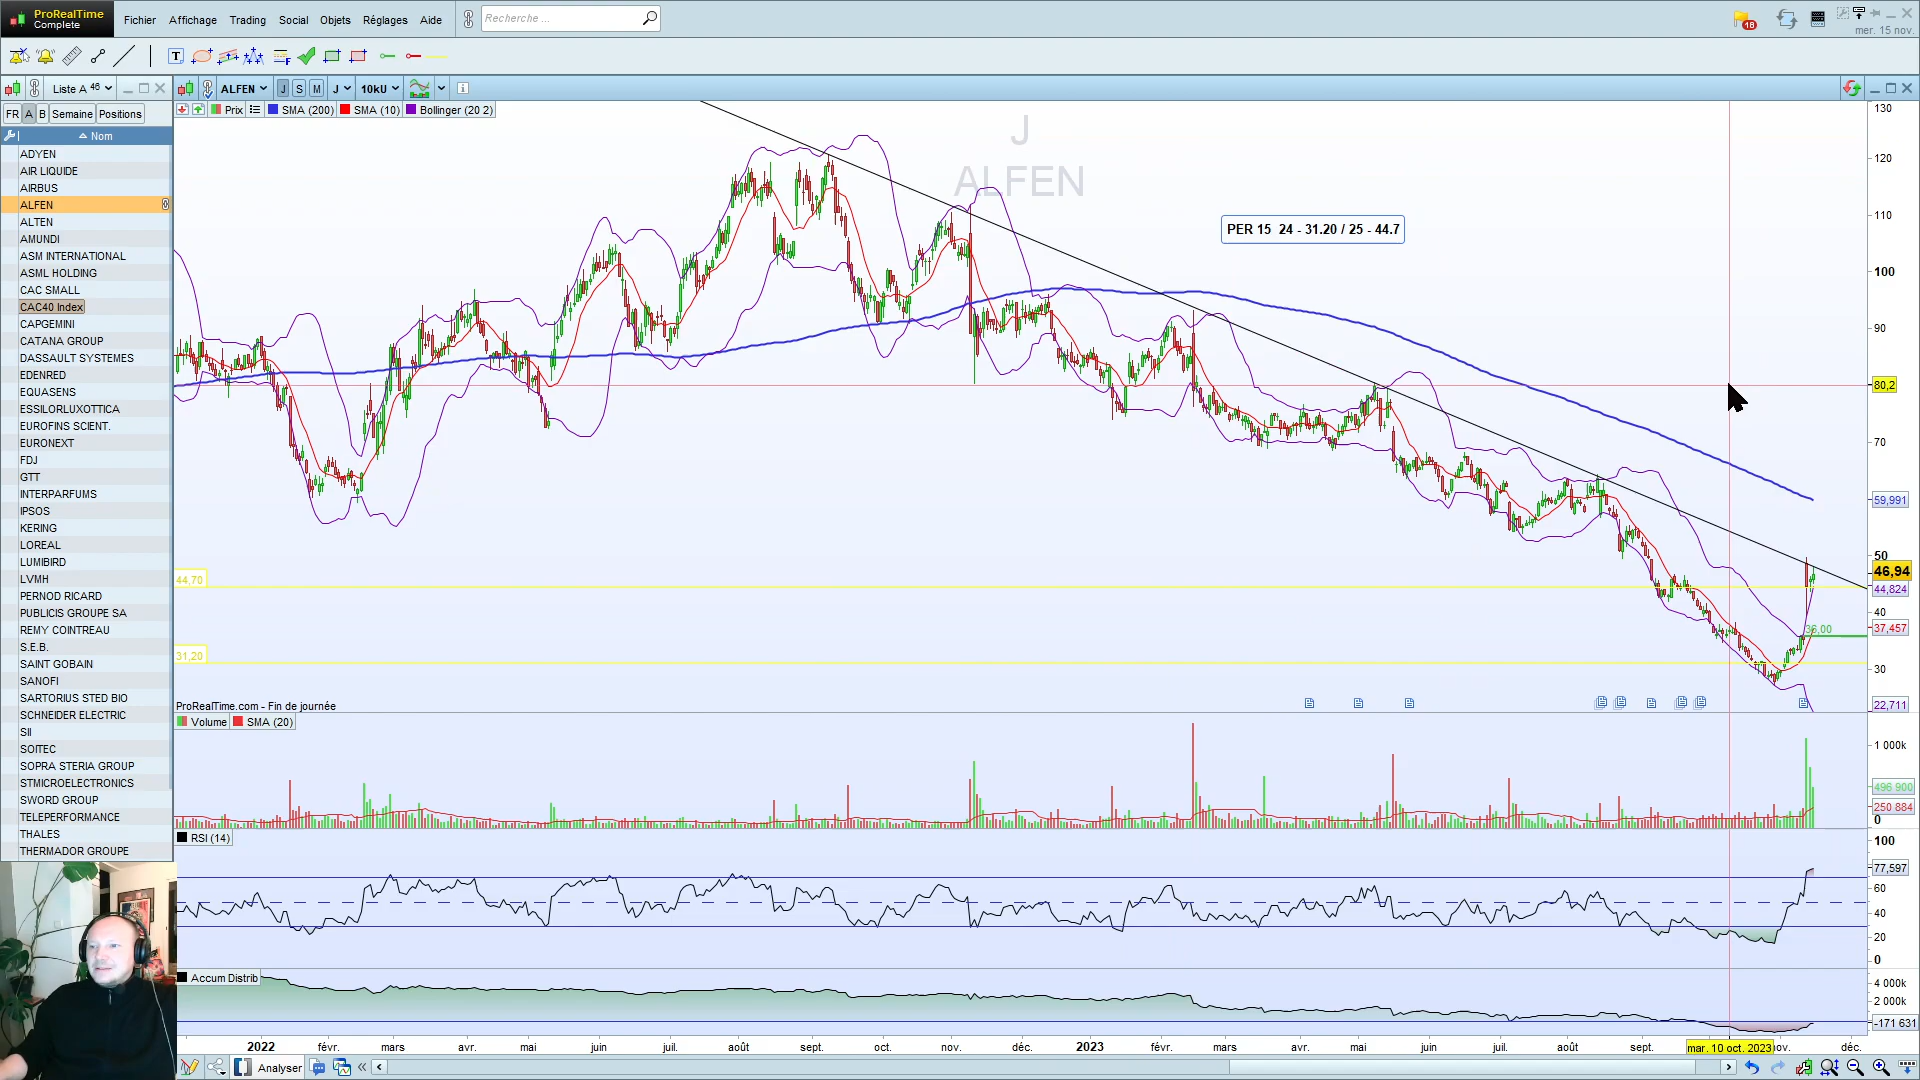 ProRealTime
Complete
Fichier Affichage Trading Social Objets Réglages Aide
Recherche ...
18
mer. 15 nov.
T
F
Liste A 46
ALFEN J S M J 10kU
FR A B Semaine Positions
Prix SMA (200) SMA (10) Bollinger (20 2)
Nom
ADYEN
AIR LIQUIDE
AIRBUS
ALFEN
ALTEN
AMUNDI
ASM INTERNATIONAL
ASML HOLDING
CAC SMALL
CAC40 Index
CAPGEMINI
CATANA GROUP
DASSAULT SYSTEMES
EDENRED
EQUASENS
ESSILORLUXOTTICA
EUROFINS SCIENT.
EURONEXT
FDJ
GTT
INTERPARFUMS
IPSOS
KERING
LOREAL
LUMIBIRD
LVMH
PERNOD RICARD
PUBLICIS GROUPE SA
REMY COINTREAU
S.E.B.
SAINT GOBAIN
SANOFI
SARTORIUS STED BIO
SCHNEIDER ELECTRIC
SII
SOITEC
SOPRA STERIA GROUP
STMICROELECTRONICS
SWORD GROUP
TELEPERFORMANCE
THALES
THERMADOR GROUPE
J
ALFEN
PER 15 24 - 31.20 / 25 - 44.7
130
120
110
100
90
80,2
70
59,991
50
46,94
44,824
40
37,457
30
22,711
44,70
31,20
36,00
ProRealTime.com - Fin de journée
Volume SMA (20)
1 000k
496 900
250 884
0
RSI (14)
100
77,597
60
40
20
0
Accum Distrib
4 000k
2 000k
-171 631
2022 févr. mars avr. mai juin juil. août sept. oct. nov. déc. 2023 févr. mars avr. mai juin juil. août sept. mar. 10 oct. 2023 déc.
Analyser